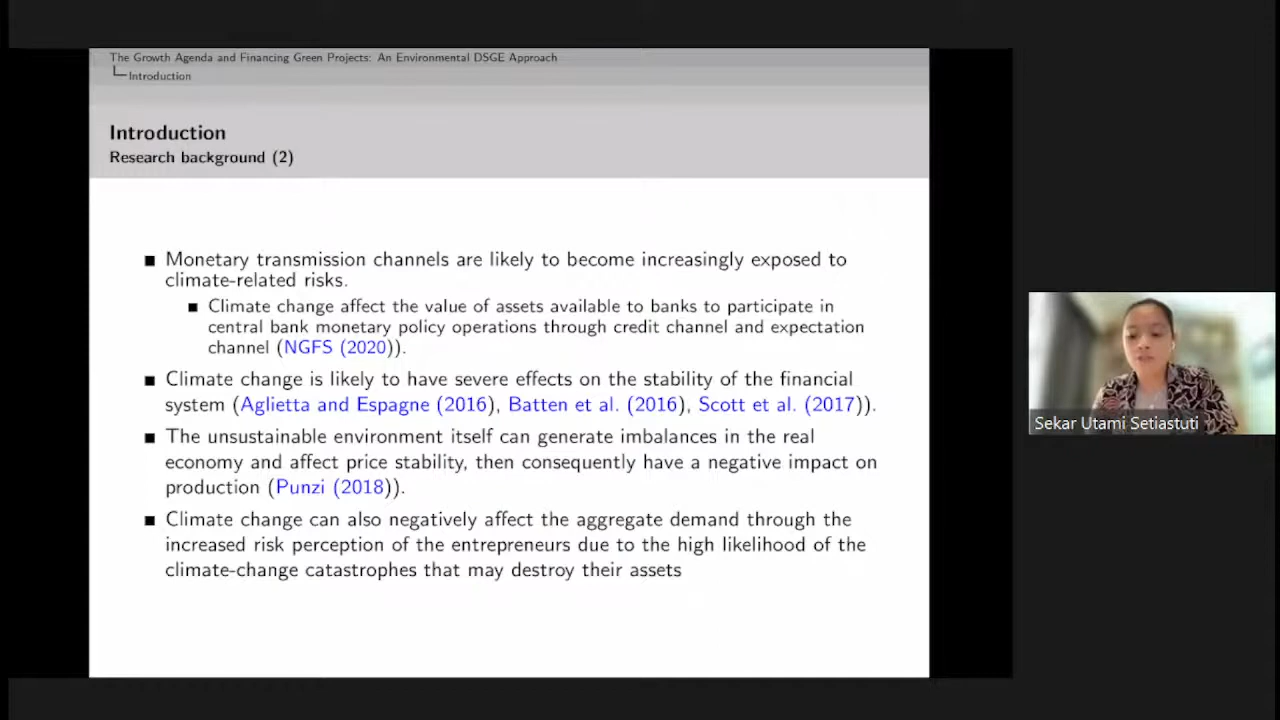 The Growth Agenda and Financing Green Projects: An Environmental DSGE Approach
Introduction
Introduction
Research background (2)
■ Monetary transmission channels are likely to become increasingly exposed to
climate-related risks.
■ Climate change affect the value of assets available to banks to participate in
central bank monetary policy operations through credit channel and expectation
channel (NGFS (2020)).
■ Climate change is likely to have severe effects on the stability of the financial
system (Aglietta and Espagne (2016), Batten et al. (2016), Scott et al. (2017)).
■ The unsustainable environment itself can generate imbalances in the real
economy and affect price stability, then consequently have a negative impact on
production (Punzi (2018)).
■ Climate change can also negatively affect the aggregate demand through the
increased risk perception of the entrepreneurs due to the high likelihood of the
climate-change catastrophes that may destroy their assets
Sekar Utami Setiastuti